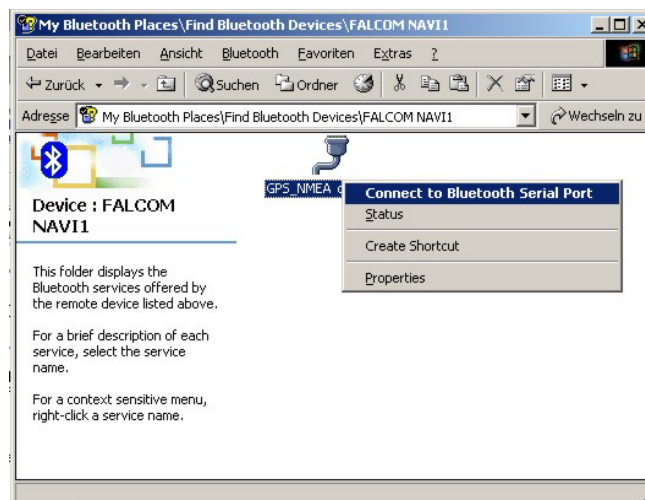 My Bluetooth Places\Find Bluetooth Devices\FALCOM NAVI1
Datei Bearbeiten Ansicht Bluetooth Favoriten Extras ?
Zurück Suchen Ordner
Adresse My Bluetooth Places\Find Bluetooth Devices\FALCOM NAVI1 Wechseln zu
GPS_NMEA
Connect to Bluetooth Serial Port
Status
Create Shortcut
Properties
Device : FALCOM
NAVI1
This folder displays the
Bluetooth services offered by
the remote device listed above.
For a brief description of each
service, select the service
name.
For a context sensitive menu,
right-click a service name.